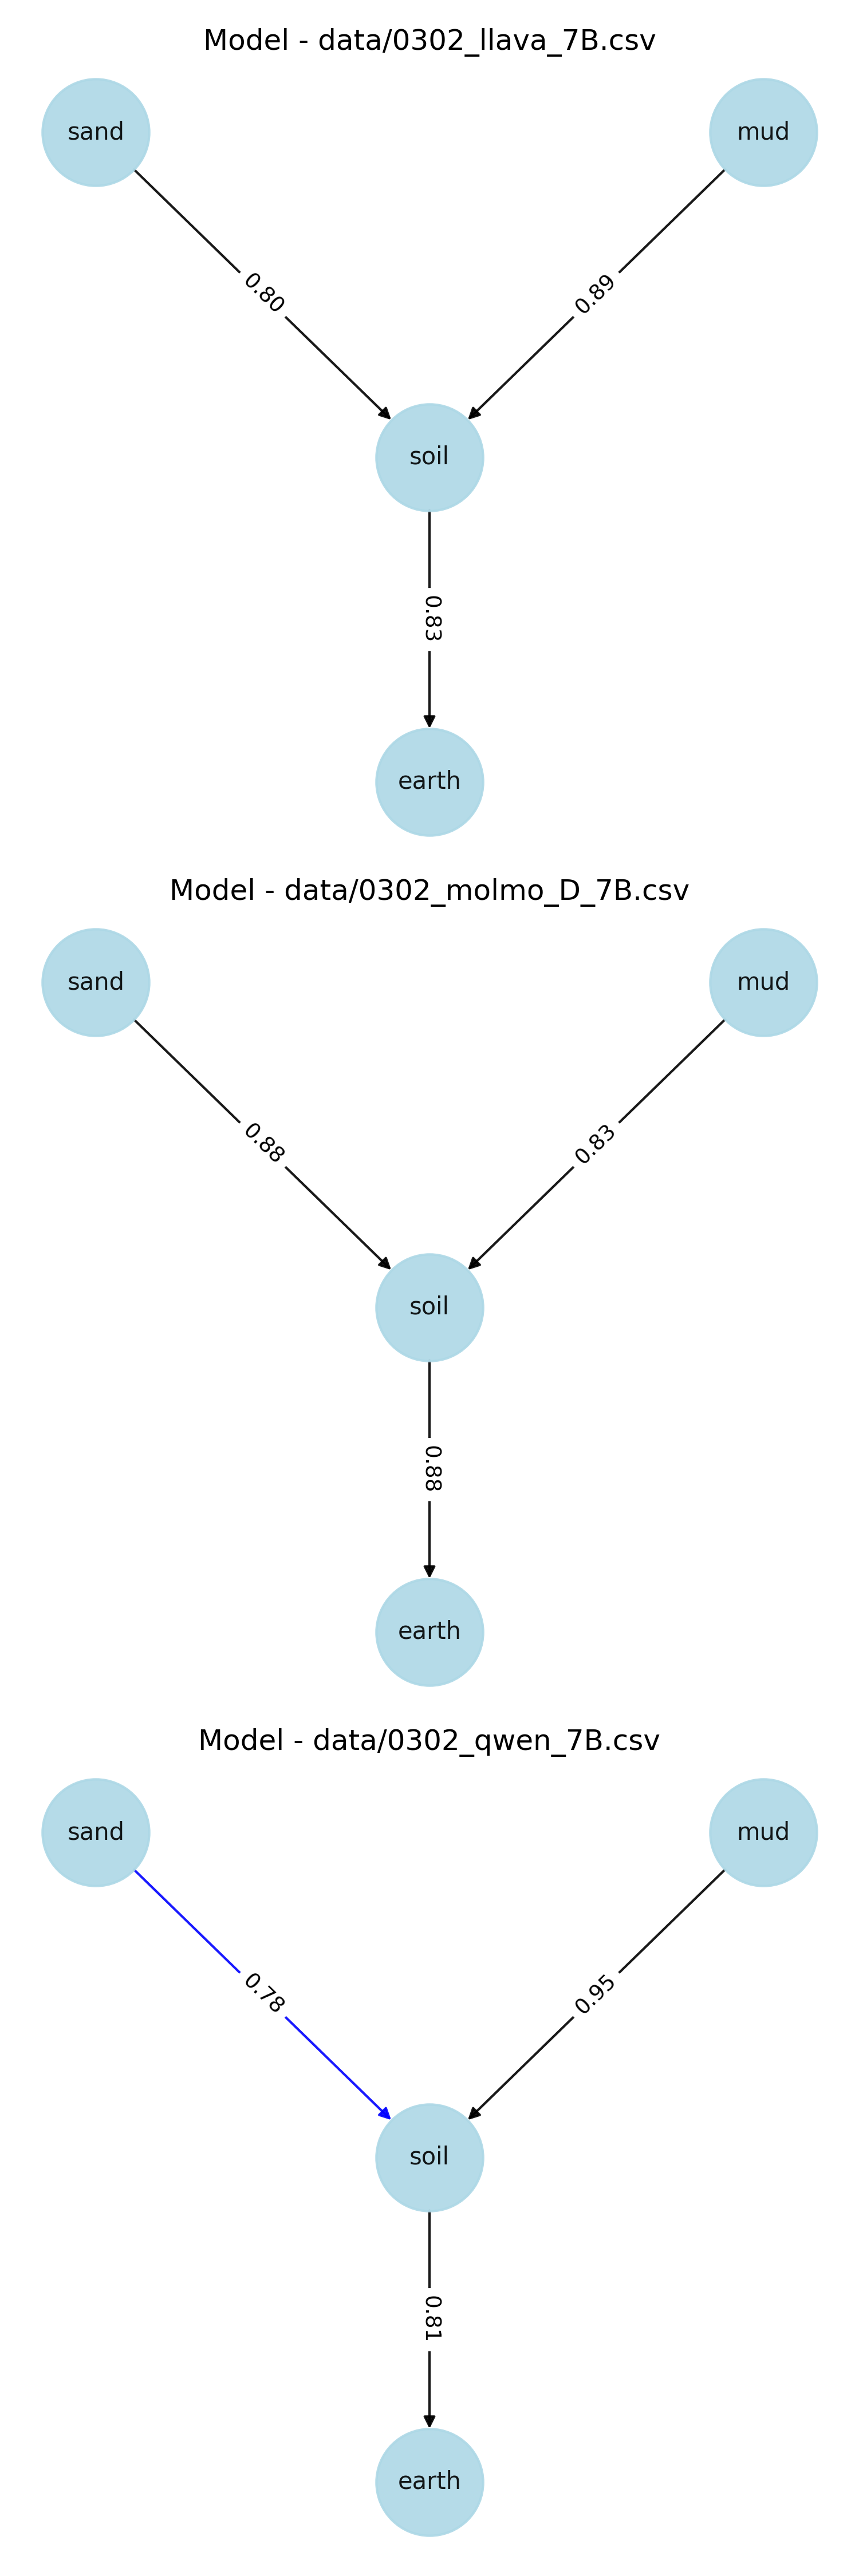 Model - data/0302_llava_7B.csv
sand
mud
0.80
0.89
soil
0.83
earth
Model - data/0302_molmo_D_7B.csv
sand
mud
0.88
0.83
soil
0.88
earth
Model - data/0302_qwen_7B.csv
sand
mud
0.78
0.95
soil
0.81
earth